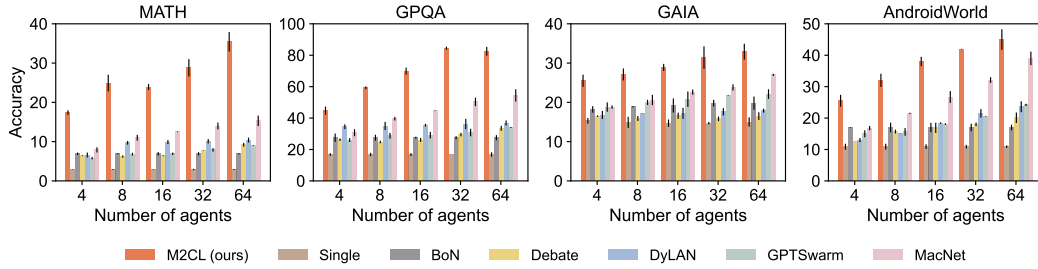 MATH
GPQA
GAIA
AndroidWorld
Accuracy
40
30
20
10
0
4 8 16 32 64
Number of agents
100
80
60
40
20
0
4 8 16 32 64
Number of agents
40
30
20
10
0
4 8 16 32 64
Number of agents
50
40
30
20
10
0
4 8 16 32 64
Number of agents
M2CL (ours) Single BoN Debate DyLAN GPTSwarm MacNet